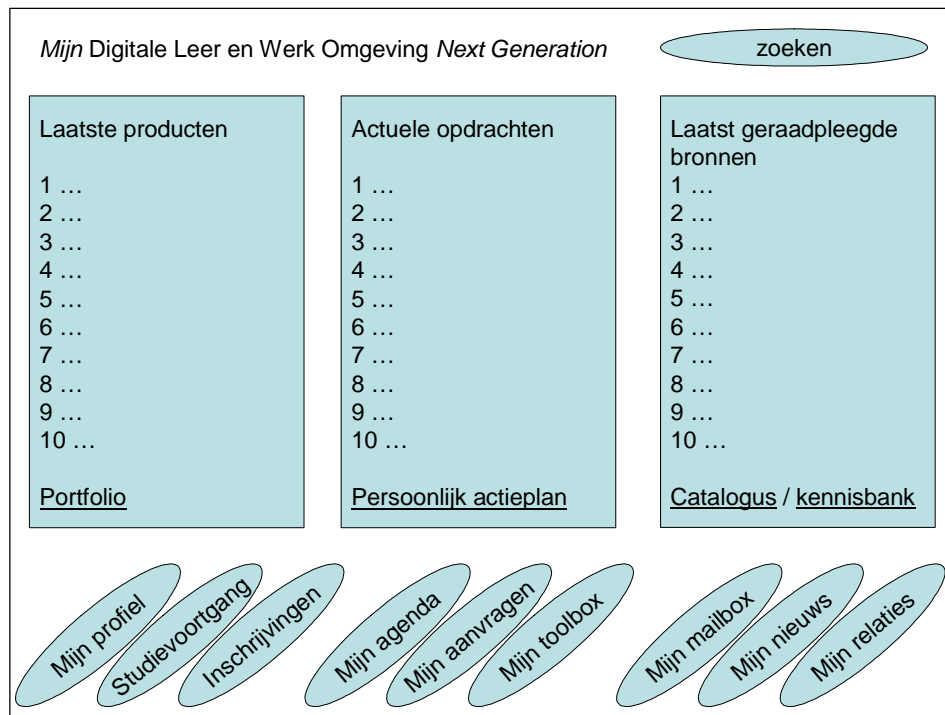 Mijn Digitale Leer en Werk Omgeving Next Generation
zoeken
Laatste producten
1 …
2 …
3 …
4 …
5 …
6 …
7 …
8 …
9 …
10 …
Portfolio
Actuele opdrachten
1 …
2 …
3 …
4 …
5 …
6 …
7 …
8 …
9 …
10 …
Persoonlijk actieplan
Laatst geraadpleegde
bronnen
1 …
2 …
3 …
4 …
5 …
6 …
7 …
8 …
9 …
10 …
Catalogus / kennisbank
Mijn profiel
Studievoortgang
Inschrijvingen
Mijn agenda
Mijn aanvragen
Mijn toolbox
Mijn mailbox
Mijn nieuws
Mijn relaties